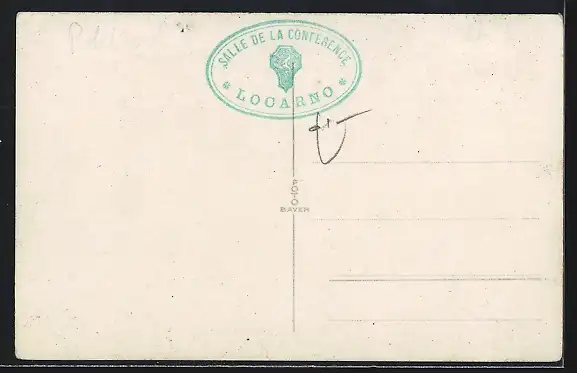 SALLE DE LA CONFERENCE
* LOCARNO *
FOTO
BAYER